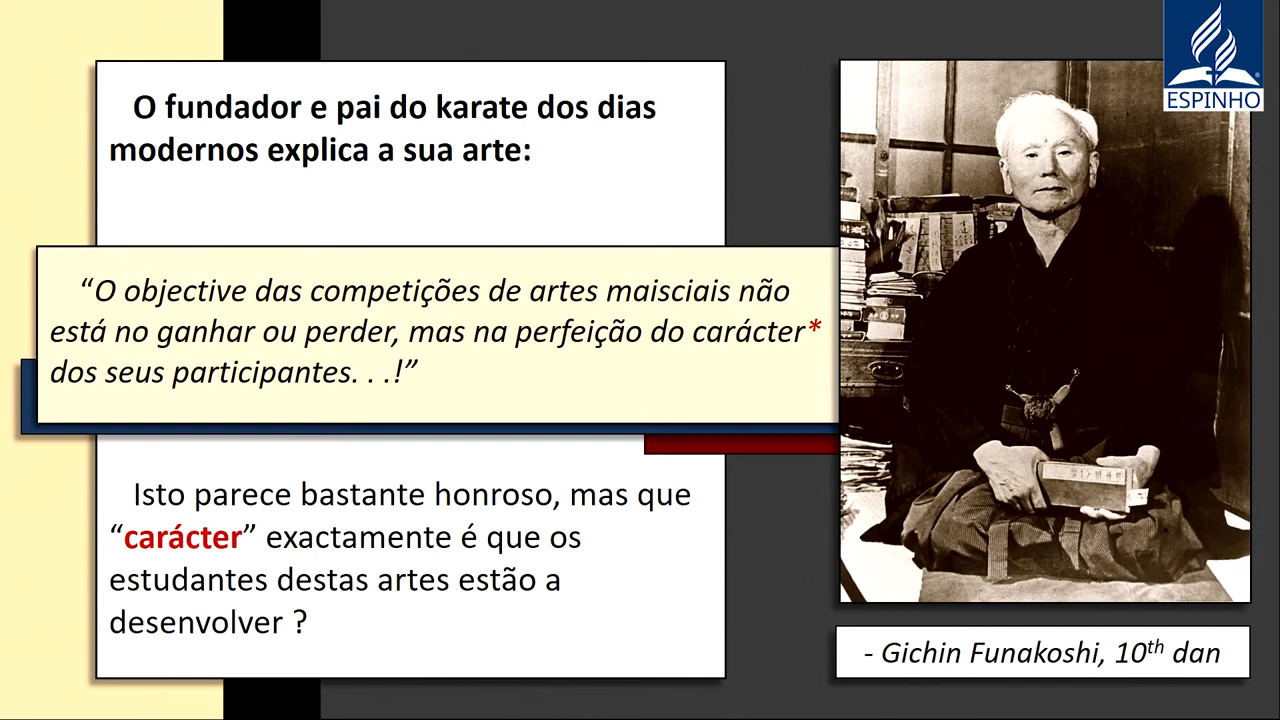 ESPINHO
O fundador e pai do karate dos dias
modernos explica a sua arte:
“O objective das competições de artes maisciais não
está no ganhar ou perder, mas na perfeição do carácter*
dos seus participantes. . .!”
Isto parece bastante honroso, mas que
“carácter” exactamente é que os
estudantes destas artes estão a
desenvolver ?
- Gichin Funakoshi, 10th dan